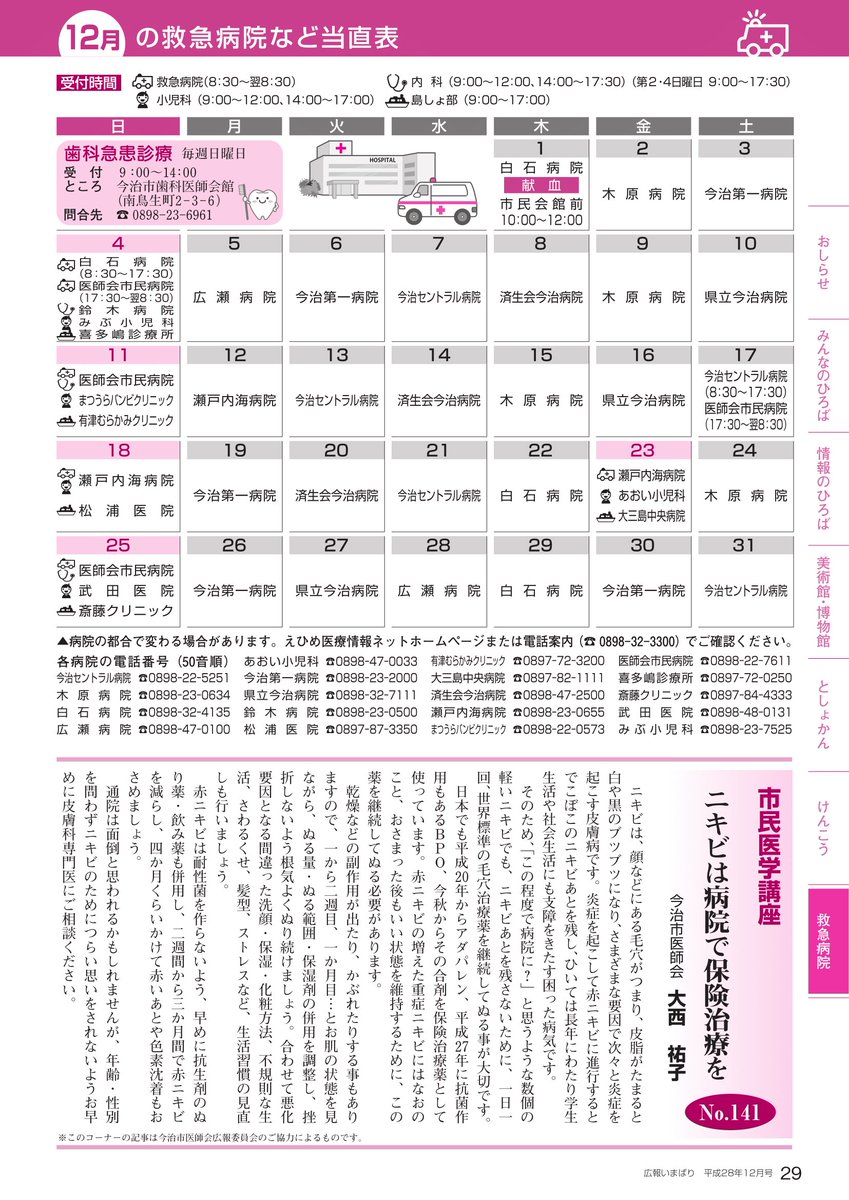 12月の救急病院など当直表
受付時間 救急病院(8:30～翌8:30) 内 科 (9:00～12:00、14:00～17:30) (第2・4日曜日 9:00～17:30)
小児科 (9:00～12:00、14:00～17:00) 島しょ部 (9:00～17:00)
日 月 火 水 木 金 土
歯科急患診療 毎週日曜日
受 付 9:00～14:00
ところ 今治市歯科医師会館
(南鳥生町2-3-6)
問合先 ☎0898-23-6961
HOSPITAL
1
白石病院
献血
市民会館前
10:00～12:00
2
木原病院
3
今治第一病院
4
白石病院
(8:30～17:30)
医師会市民病院
(17:30～翌8:30)
鈴木病院
みぶ小児科
喜多嶋診療所
5
広瀬病院
6
今治第一病院
7
今治セントラル病院
8
済生会今治病院
9
木原病院
10
県立今治病院
11
医師会市民病院
まつうらバンビクリニック
有津むらかみクリニック
12
瀬戸内海病院
13
今治セントラル病院
14
済生会今治病院
15
木原病院
16
県立今治病院
17
今治セントラル病院
(8:30～17:30)
医師会市民病院
(17:30～翌8:30)
18
瀬戸内海病院
松浦医院
19
今治第一病院
20
済生会今治病院
21
今治セントラル病院
22
白石病院
23
瀬戸内海病院
あおい小児科
大三島中央病院
24
木原病院
25
医師会市民病院
武田医院
斎藤クリニック
26
今治第一病院
27
県立今治病院
28
広瀬病院
29
白石病院
30
今治第一病院
31
今治セントラル病院
▲病院の都合で変わる場合があります。えひめ医療情報ネットホームページまたは電話案内(☎0898-32-3300)でご確認ください。
各病院の電話番号(50音順) あおい小児科 ☎0898-47-0033 有津むらかみクリニック ☎0897-72-3200 医師会市民病院 ☎0898-22-7611
今治セントラル病院 ☎0898-22-5251 今治第一病院 ☎0898-23-2000 大三島中央病院 ☎0897-82-1111 喜多嶋診療所 ☎0897-72-0250
木原病院 ☎0898-23-0634 県立今治病院 ☎0898-32-7111 済生会今治病院 ☎0898-47-2500 斎藤クリニック ☎0897-84-4333
白石病院 ☎0898-32-4135 鈴木病院 ☎0898-23-0500 瀬戸内海病院 ☎0898-23-0655 武田医院 ☎0898-48-0131
広瀬病院 ☎0898-47-0100 松浦医院 ☎0897-87-3350 まつうらバンビクリニック ☎0898-22-0573 みぶ小児科 ☎0898-23-7525
市民医学講座
ニキビは病院で保険治療を
今治市医師会 大西 祐子
No.141
ニキビは、顔などにある毛穴がつまり、皮脂がたまると
白や黒のブツブツになり、さまざまな要因で次々と炎症を
起こす皮膚病です。炎症を起こして赤ニキビに進行すると
でこぼこのニキビあとを残し、ひいては長年にわたり学生
生活や社会生活にも支障をきたす困った病気です。
そのため、「この程度で病院に?」と思うような数個の
軽いニキビでも、ニキビあとを残さないために、一日一
回、世界標準の毛穴治療薬を継続してぬる事が大切です。
日本でも平成20年からアダパレン、平成27年に抗菌作
用もあるBPO、今秋からその合剤を保険治療薬として
使っています。赤ニキビの増えた重症ニキビにはなおの
こと、おさまった後もいい状態を維持するために、この
薬を継続してぬる必要があります。
乾燥などの副作用が出たり、かぶれたりする事もあり
ますので、一から二週目、一か月目…とお肌の状態を見
ながら、ぬる量・ぬる範囲・保湿剤の併用を調整し、挫
折しないよう根気よくぬり続けましょう。合わせて悪化
要因となる間違った洗顔・保湿・化粧方法、不規則な生
活、さわるくせ、髪型、ストレスなど、生活習慣の見直
しも行いましょう。
赤ニキビは耐性菌を作らないよう、早めに抗生剤のぬ
り薬・飲み薬も併用し、二週間から三か月間で赤ニキビ
を減らし、四か月くらいかけて赤いあとや色素沈着もお
さめましょう。
通院は面倒と思われるかもしれませんが、年齢・性別
を問わずニキビのためにつらい思いをされないようお早
めに皮膚科専門医にご相談ください。
※このコーナーの記事は今治市医師会広報委員会のご協力によるものです。
おしらせ
みんなのひろば
情報のひろば
美術館・博物館
としょかん
けんこう
救急病院
広報いまばり 平成28年12月号 29